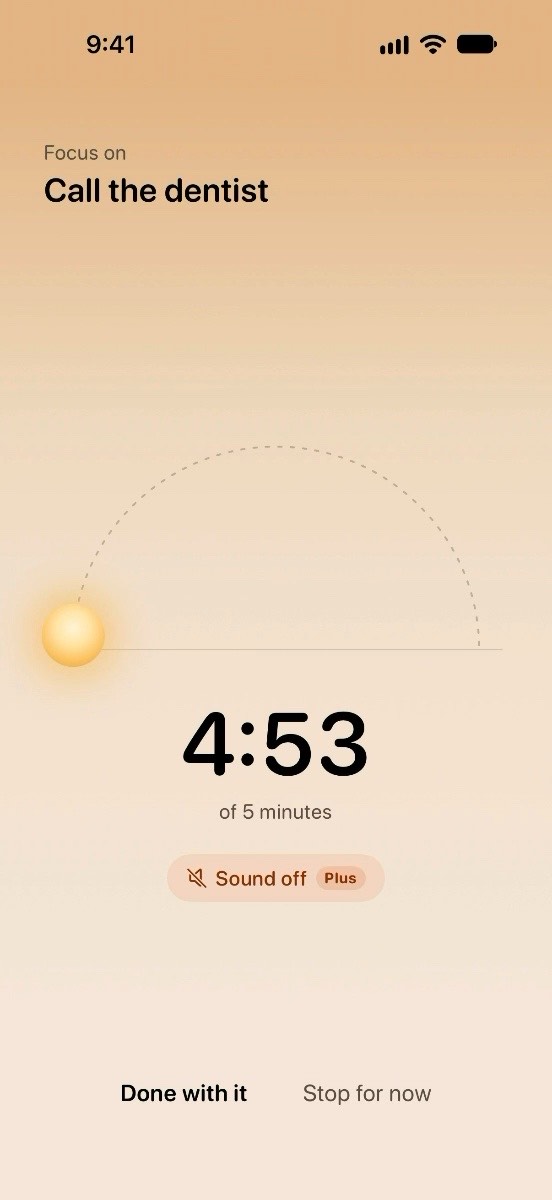 9:41
Focus on
Call the dentist
4:53
of 5 minutes
Sound off Plus
Done with it Stop for now